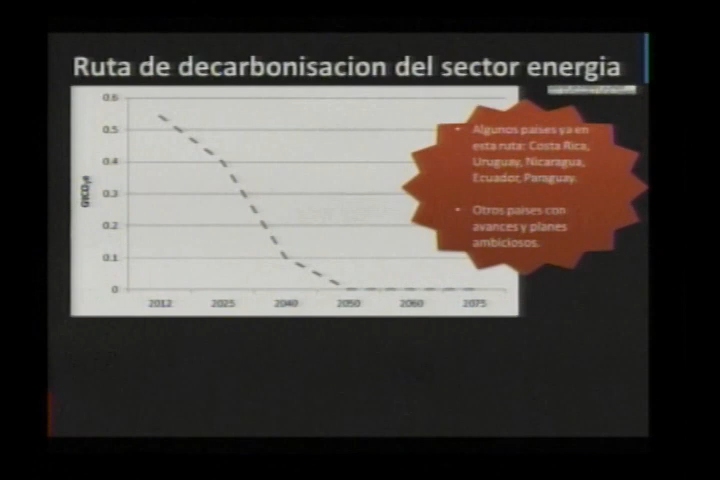 Ruta de decarbonisacion del sector energia
0.6
0.5
0.4
0.3
0.2
0.1
0
GtCO₂e
2012 2025 2040 2050 2060 2075
• Algunos paises ya en
esta ruta: Costa Rica,
Uruguay, Nicaragua,
Ecuador, Paraguay.
• Otros paises con
avances y planes
ambiciosos.